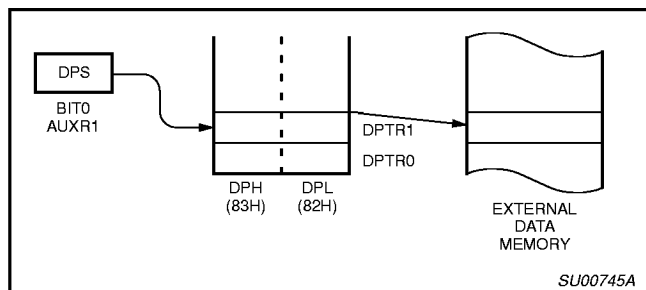 DPS
BIT0
AUXR1
DPTR1
DPTR0
DPH
(83H)
DPL
(82H)
EXTERNAL
DATA
MEMORY
SU00745A